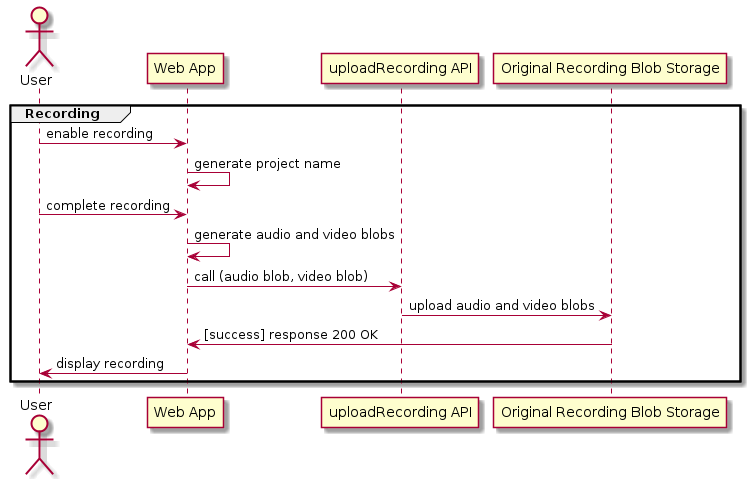 User
Web App
uploadRecording API
Original Recording Blob Storage
Recording
enable recording
generate project name
complete recording
generate audio and video blobs
call (audio blob, video blob)
upload audio and video blobs
[success] response 200 OK
display recording
User
Web App
uploadRecording API
Original Recording Blob Storage